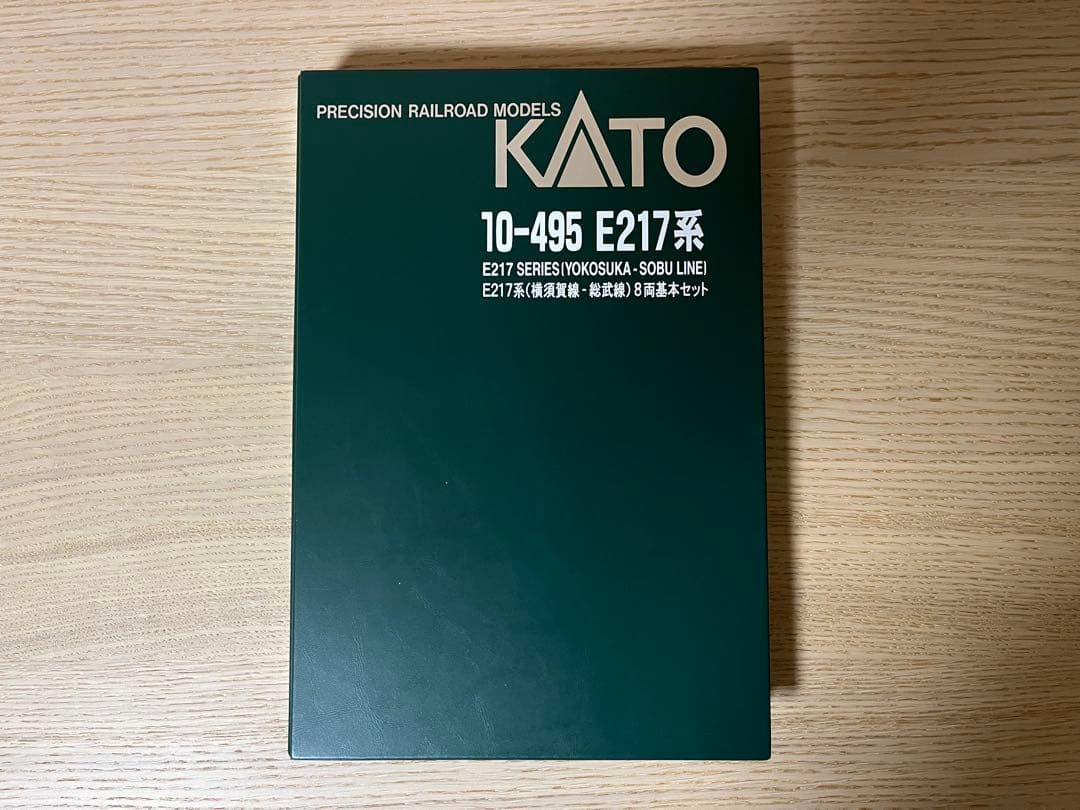 PRECISION RAILROAD MODELS
KATO
10-495 E217系
E217 SERIES(YOKOSUKA-SOBU LINE)
E217系(横須賀線-総武線)8両基本セット